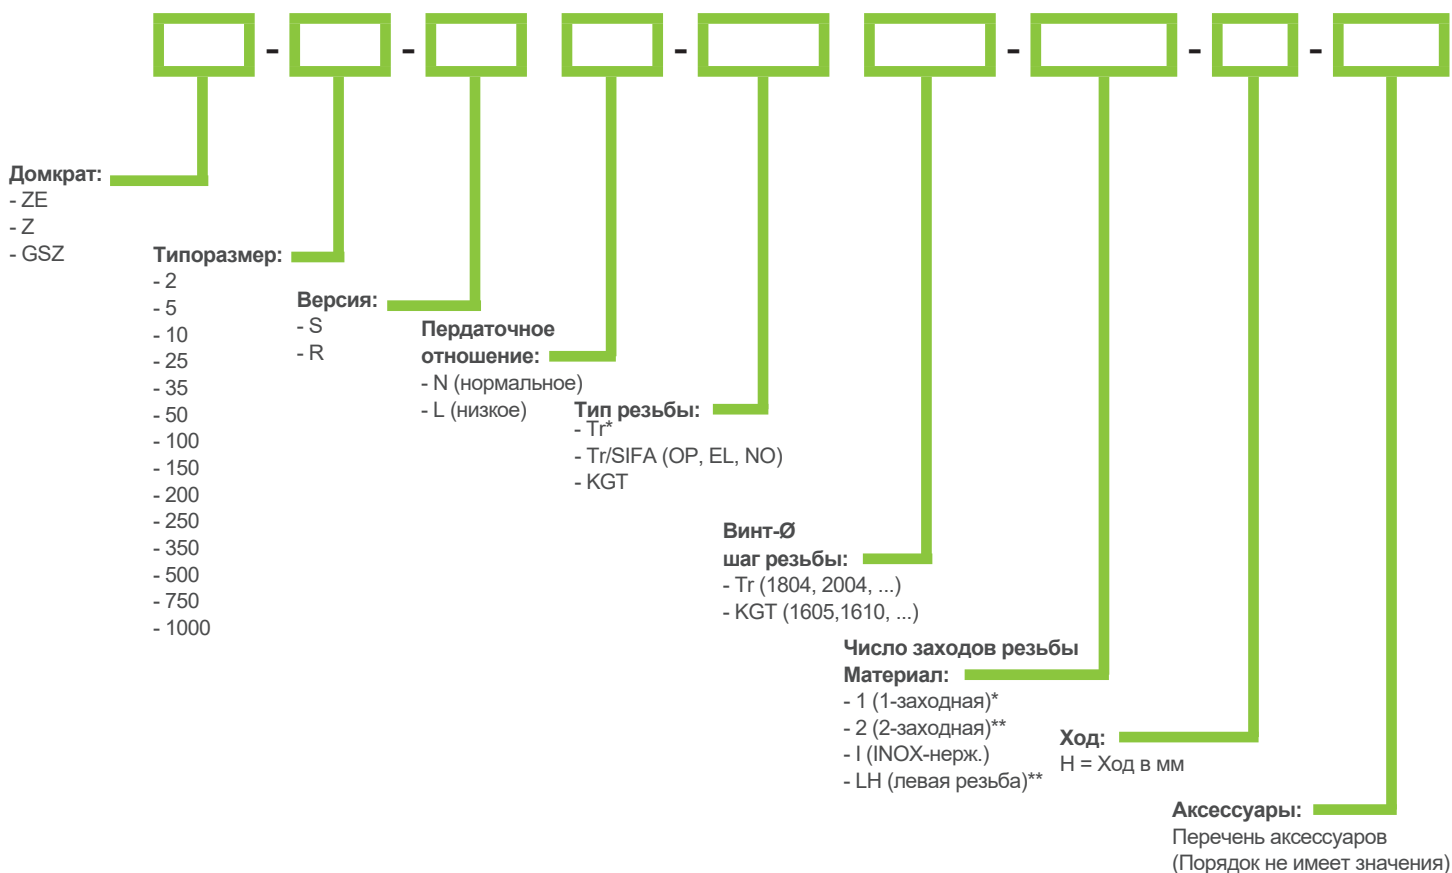 - - - - - -
Домкрат:
- ZE
- Z
- GSZ
Типоразмер:
- 2
- 5
- 10
- 25
- 35
- 50
- 100
- 150
- 200
- 250
- 350
- 500
- 750
- 1000
Версия:
- S
- R
Пердаточное
отношение:
- N (нормальное)
- L (низкое)
Тип резьбы:
- Tr*
- Tr/SIFA (OP, EL, NO)
- KGT
Винт-Ø
шаг резьбы:
- Tr (1804, 2004, ...)
- KGT (1605,1610, ...)
Число заходов резьбы
Материал:
- 1 (1-заходная)*
- 2 (2-заходная)**
- I (INOX-нерж.)
- LH (левая резьба)**
Ход:
H = Ход в мм
Аксессуары:
Перечень аксессуаров
(Порядок не имеет значения)